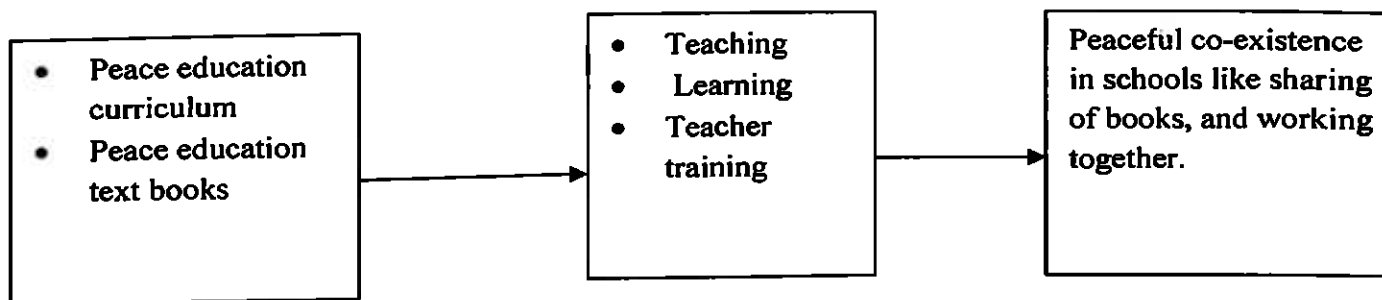 • Peace education
curriculum
• Peace education
text books
• Teaching
• Learning
• Teacher
training
Peaceful co-existence
in schools like sharing
of books, and working
together.